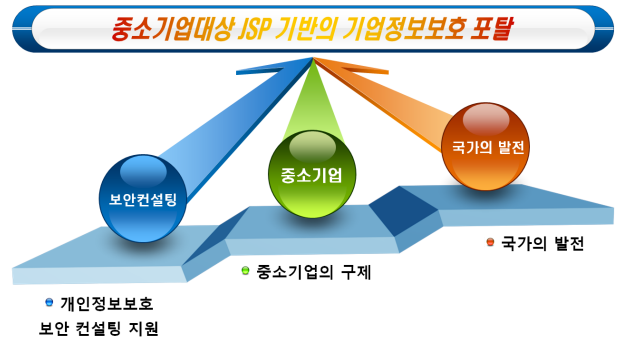 중소기업대상 JSP 기반의 기업정보보호 포탈
국가의 발전
중소기업
보안컨설팅
국가의 발전
중소기업의 구제
개인정보보호
보안 컨설팅 지원